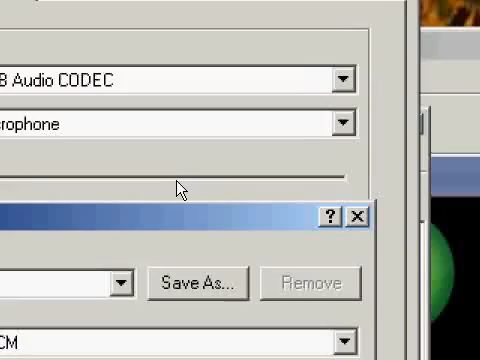 B Audio CODEC
crophone
?
Save As...
Remove
CM